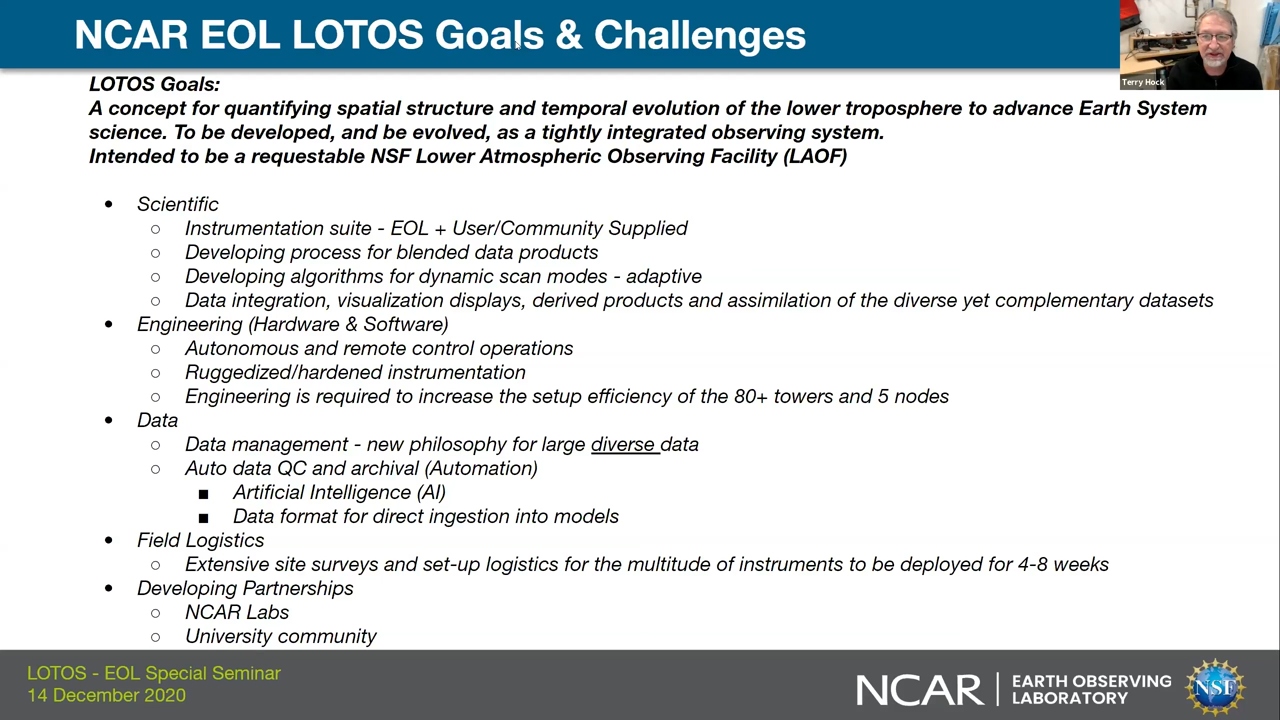 NCAR EOL LOTOS Goals & Challenges
Terry Hock
LOTOS Goals:
A concept for quantifying spatial structure and temporal evolution of the lower troposphere to advance Earth System
science. To be developed, and be evolved, as a tightly integrated observing system.
Intended to be a requestable NSF Lower Atmospheric Observing Facility (LAOF)
• Scientific
○ Instrumentation suite - EOL + User/Community Supplied
○ Developing process for blended data products
○ Developing algorithms for dynamic scan modes - adaptive
○ Data integration, visualization displays, derived products and assimilation of the diverse yet complementary datasets
• Engineering (Hardware & Software)
○ Autonomous and remote control operations
○ Ruggedized/hardened instrumentation
○ Engineering is required to increase the setup efficiency of the 80+ towers and 5 nodes
• Data
○ Data management - new philosophy for large diverse data
○ Auto data QC and archival (Automation)
■ Artificial Intelligence (AI)
■ Data format for direct ingestion into models
• Field Logistics
○ Extensive site surveys and set-up logistics for the multitude of instruments to be deployed for 4-8 weeks
• Developing Partnerships
○ NCAR Labs
○ University community
LOTOS - EOL Special Seminar
14 December 2020
NCAR | EARTH OBSERVING
LABORATORY
NSF